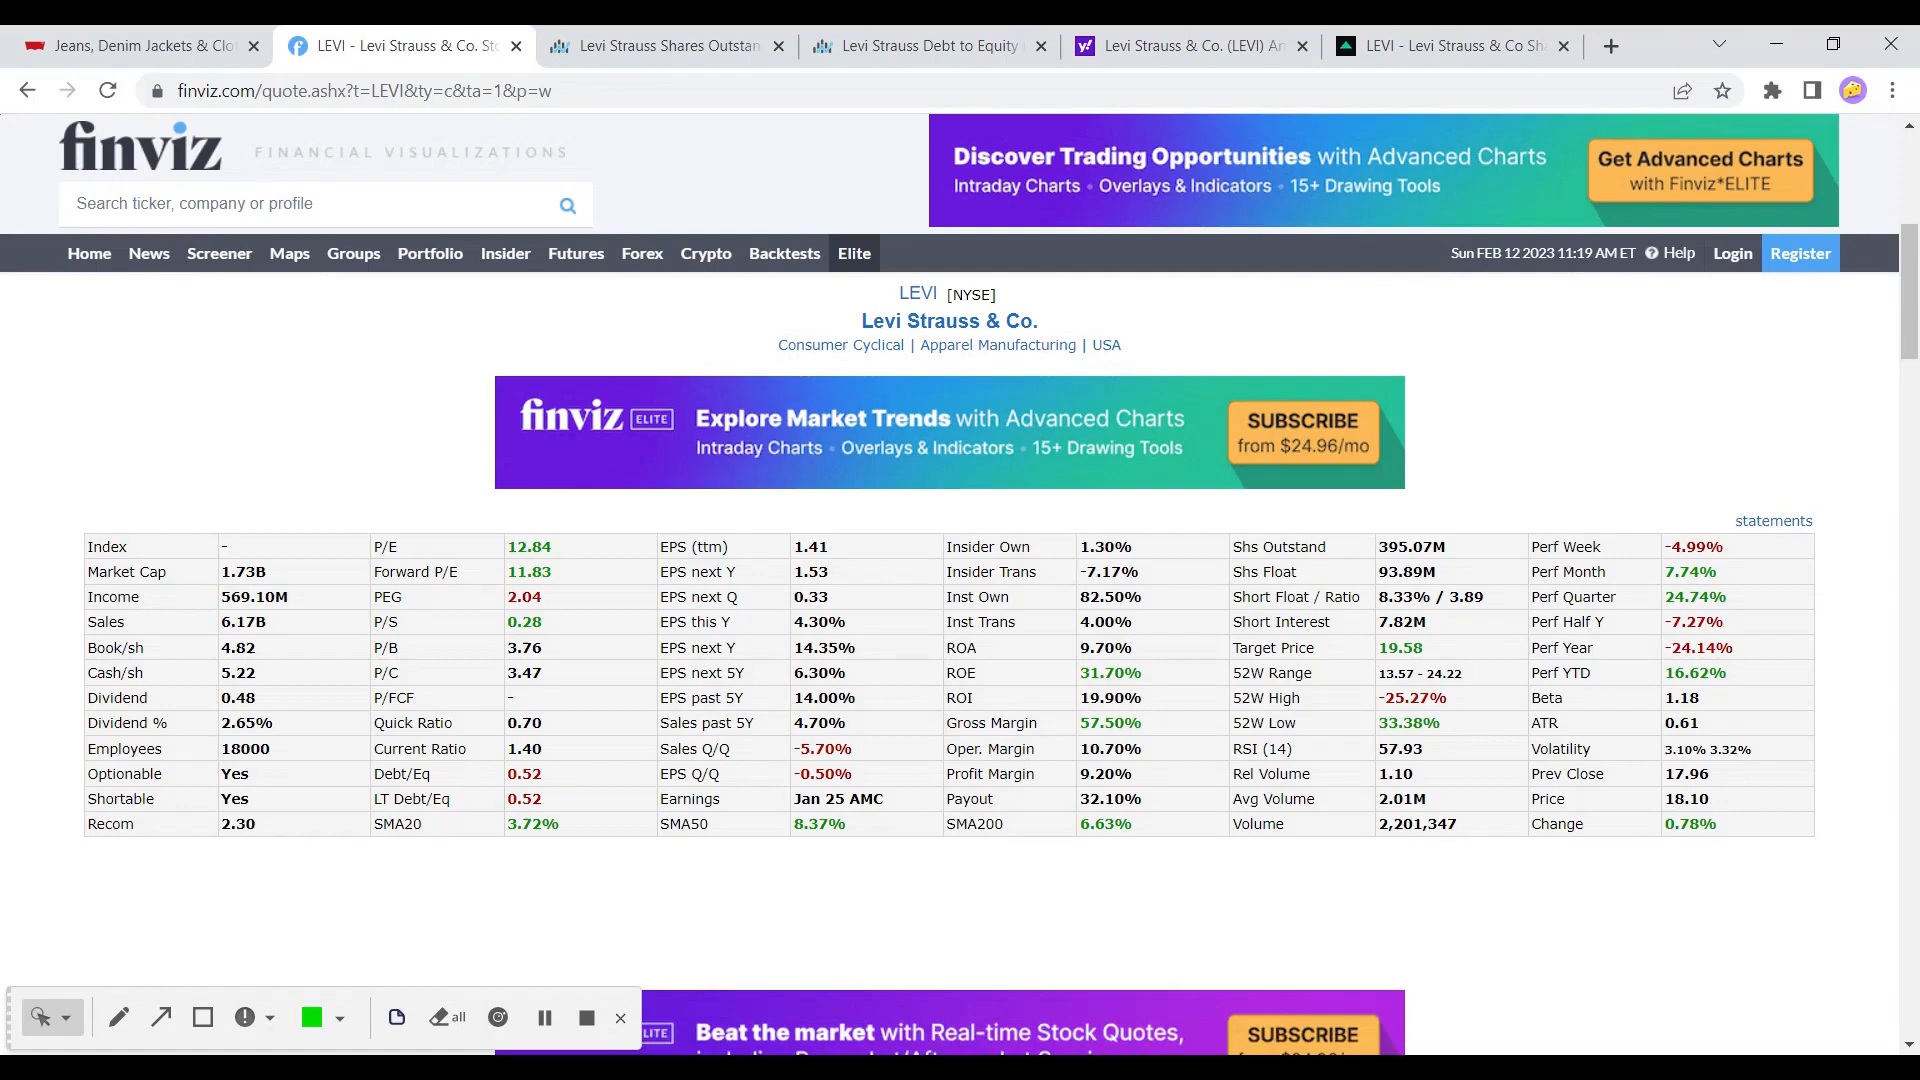 Jeans, Denim Jackets & Clo
LEVI - Levi Strauss & Co. Sto
Levi Strauss Shares Outstan
Levi Strauss Debt to Equity
Levi Strauss & Co. (LEVI) An
LEVI - Levi Strauss & Co Sh
finviz.com/quote.ashx?t=LEVI&ty=c&ta=1&p=w
finviz FINANCIAL VISUALIZATIONS
Search ticker, company or profile
Discover Trading Opportunities with Advanced Charts
Intraday Charts • Overlays & Indicators • 15+ Drawing Tools
Get Advanced Charts
with Finviz*ELITE
Home News Screener Maps Groups Portfolio Insider Futures Forex Crypto Backtests Elite Sun FEB 12 2023 11:19 AM ET Help Login Register
LEVI [NYSE]
Levi Strauss & Co.
Consumer Cyclical | Apparel Manufacturing | USA
finviz ELITE
Explore Market Trends with Advanced Charts
Intraday Charts • Overlays & Indicators • 15+ Drawing Tools
SUBSCRIBE
from $24.96/mo
statements
Index - P/E 12.84 EPS (ttm) 1.41 Insider Own 1.30% Shs Outstand 395.07M Perf Week -4.99%
Market Cap 1.73B Forward P/E 11.83 EPS next Y 1.53 Insider Trans -7.17% Shs Float 93.89M Perf Month 7.74%
Income 569.10M PEG 2.04 EPS next Q 0.33 Inst Own 82.50% Short Float / Ratio 8.33% / 3.89 Perf Quarter 24.74%
Sales 6.17B P/S 0.28 EPS this Y 4.30% Inst Trans 4.00% Short Interest 7.82M Perf Half Y -7.27%
Book/sh 4.82 P/B 3.76 EPS next Y 14.35% ROA 9.70% Target Price 19.58 Perf Year -24.14%
Cash/sh 5.22 P/C 3.47 EPS next 5Y 6.30% ROE 31.70% 52W Range 13.57 - 24.22 Perf YTD 16.62%
Dividend 0.48 P/FCF - EPS past 5Y 14.00% ROI 19.90% 52W High -25.27% Beta 1.18
Dividend % 2.65% Quick Ratio 0.70 Sales past 5Y 4.70% Gross Margin 57.50% 52W Low 33.38% ATR 0.61
Employees 18000 Current Ratio 1.40 Sales Q/Q -5.70% Oper. Margin 10.70% RSI (14) 57.93 Volatility 3.10% 3.32%
Optionable Yes Debt/Eq 0.52 EPS Q/Q -0.50% Profit Margin 9.20% Rel Volume 1.10 Prev Close 17.96
Shortable Yes LT Debt/Eq 0.52 Earnings Jan 25 AMC Payout 32.10% Avg Volume 2.01M Price 18.10
Recom 2.30 SMA20 3.72% SMA50 8.37% SMA200 6.63% Volume 2,201,347 Change 0.78%
all
LITE
Beat the market with Real-time Stock Quotes,
SUBSCRIBE